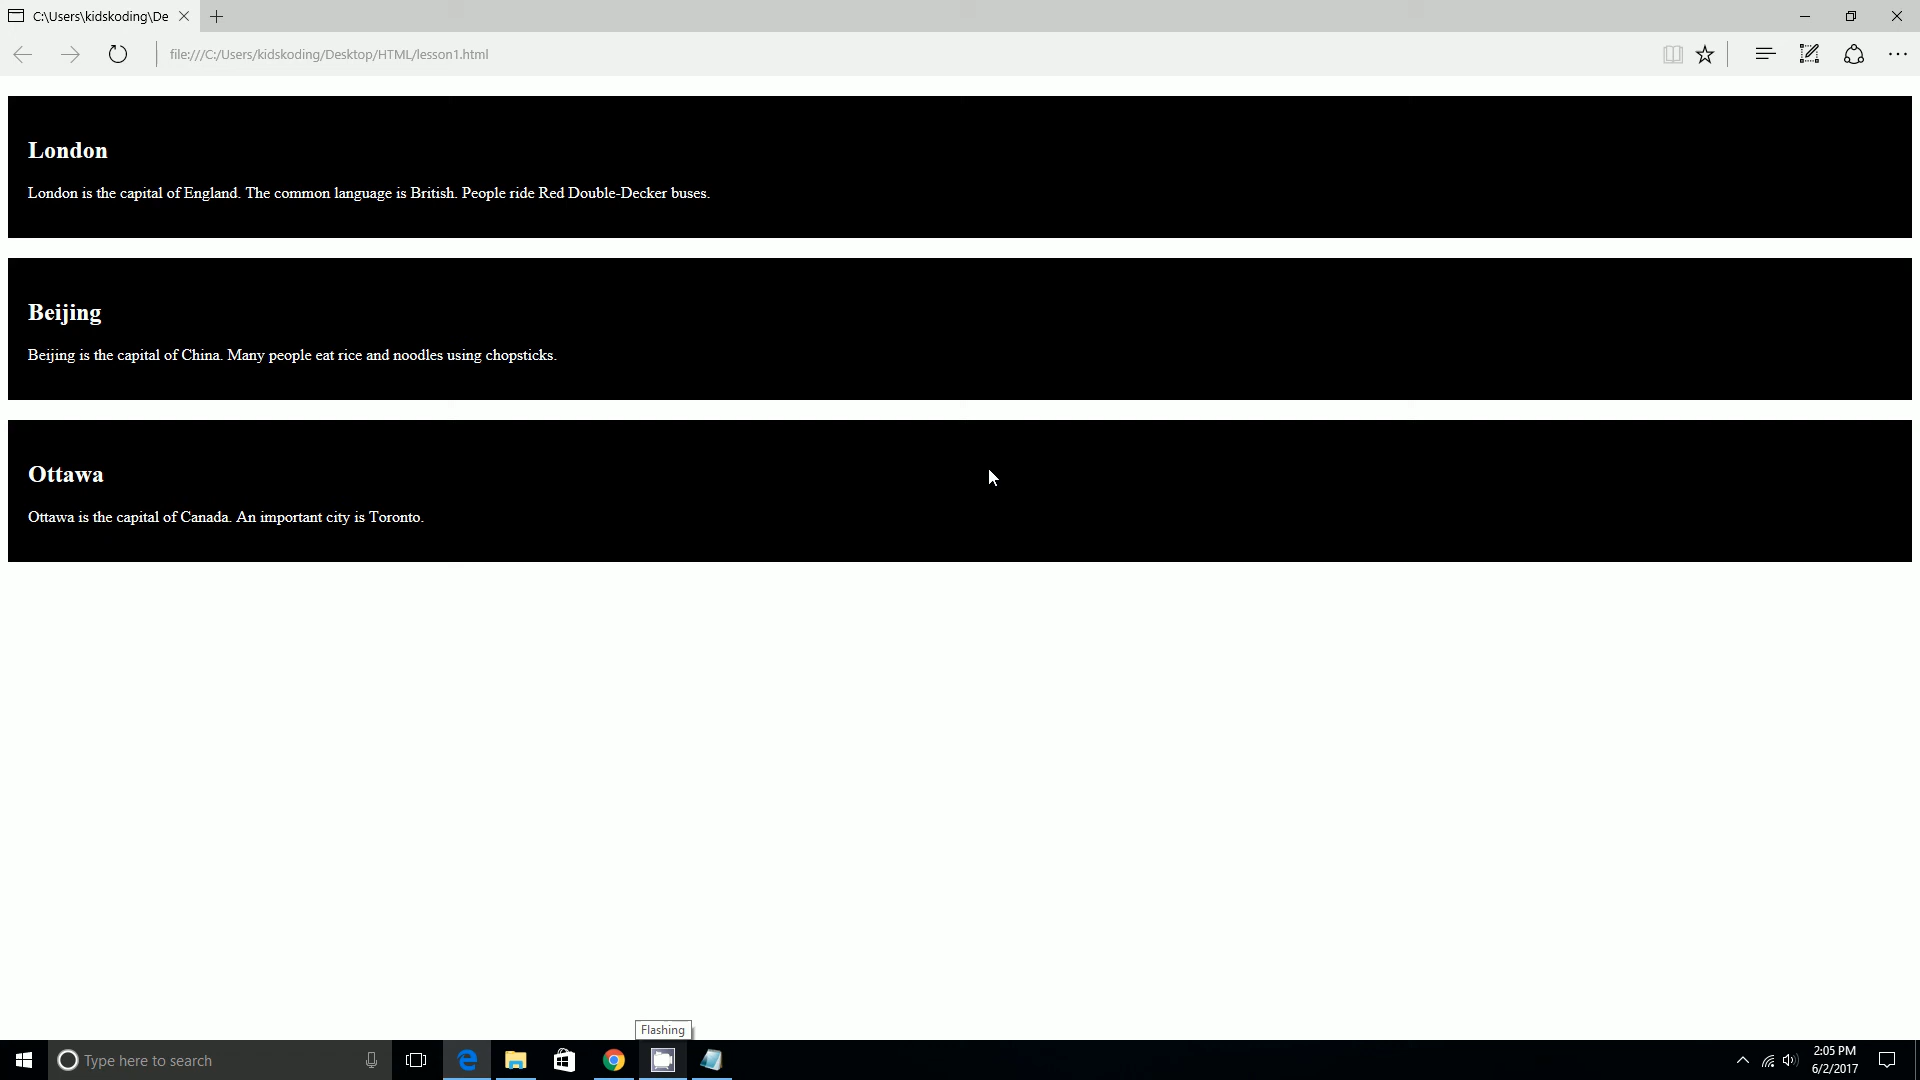 C:\Users\kidskoding\De
file:///C:/Users/kidskoding/Desktop/HTML/lesson1.html
London
London is the capital of England. The common language is British. People ride Red Double-Decker buses.
Beijing
Beijing is the capital of China. Many people eat rice and noodles using chopsticks.
Ottawa
Ottawa is the capital of Canada. An important city is Toronto.
Flashing
Type here to search
2:05 PM
6/2/2017